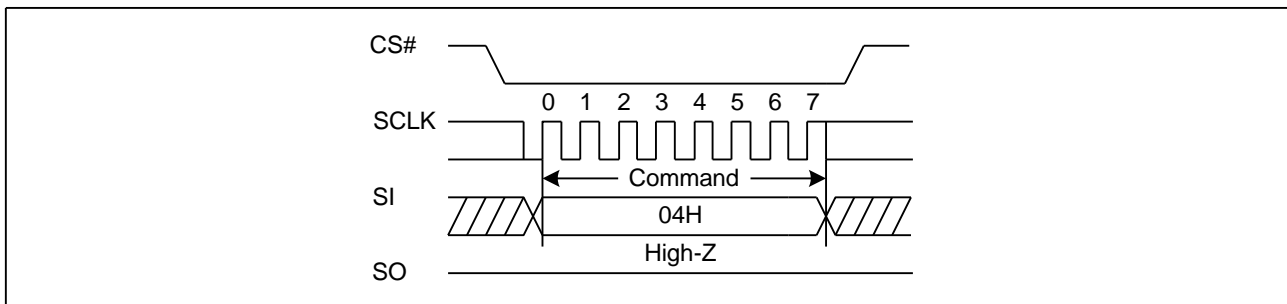 CS#
0 1 2 3 4 5 6 7
SCLK
Command
SI
04H
High-Z
SO